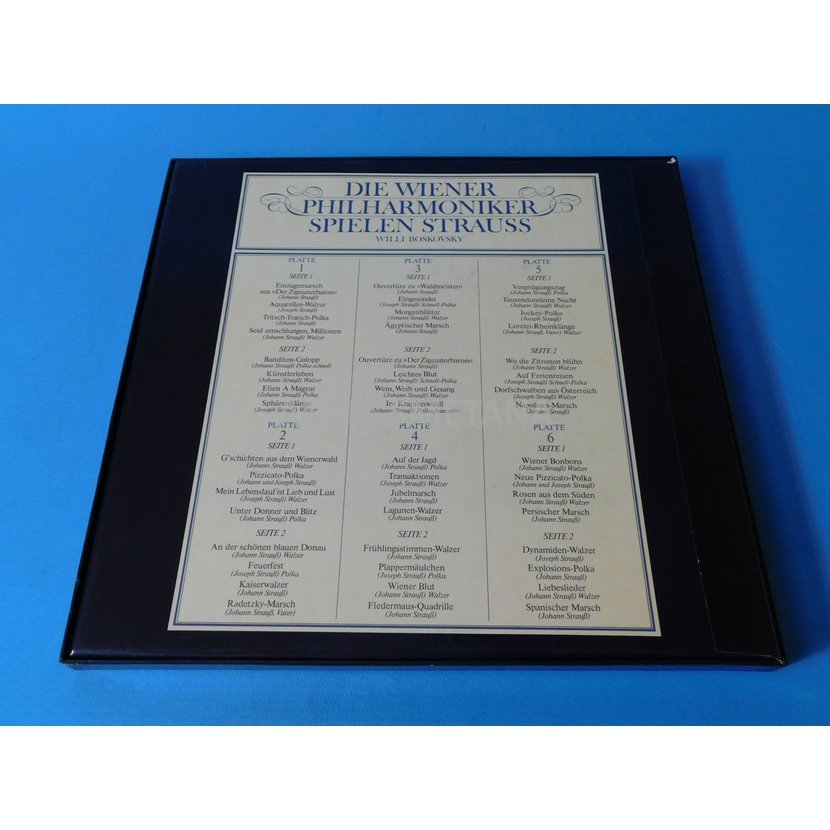 DIE WIENER
PHILHARMONIKER
SPIELEN STRAUSS
WILLI BOSKOVSKY
PLATTE
1
SEITE 1
Einzugsmarsch
aus »Der Zigeunerbaron«
(Johann Strauß)
Aquarellen-Walzer
(Joseph Strauß)
Tritsch-Tratsch-Polka
(Johann Strauß)
Seid umschlungen, Millionen
(Johann Strauß) Walzer
SEITE 2
Banditen-Galopp
(Johann Strauß) Polka schnell
Künstlerleben
(Johann Strauß) Walzer
Eljen A Magyar
(Johann Strauß) Polka
Sphärenklänge
(Joseph Strauß) Walzer
PLATTE
2
SEITE 1
G'schichten aus dem Wienerwald
(Johann Strauß) Walzer
Pizzicato-Polka
(Johann und Joseph Strauß)
Mein Lebenslauf ist Lieb und Lust
(Joseph Strauß) Walzer
Unter Donner und Blitz
(Johann Strauß) Polka
SEITE 2
An der schönen blauen Donau
(Johann Strauß) Walzer
Feuerfest
(Joseph Strauß) Polka
Kaiserwalzer
(Johann Strauß)
Radetzky-Marsch
(Johann Strauß, Vater)
PLATTE
3
SEITE 1
Ouvertüre zu »Waldmeister«
(Johann Strauß)
Eingesendet
(Joseph Strauß) Schnell-Polka
Morgenblätter
(Johann Strauß) Walzer
Ägyptischer Marsch
(Johann Strauß)
SEITE 2
Ouvertüre zu »Der Zigeunerbaron«
(Johann Strauß)
Leichtes Blut
(Johann Strauß) Schnell-Polka
Wein, Weib und Gesang
(Johann Strauß) Walzer
Im Krapfenwaldl
(Johann Strauß) Polka francaise
PLATTE
4
SEITE 1
Auf der Jagd
(Johann Strauß) Polka
Transaktionen
(Joseph Strauß) Walzer
Jubelmarsch
(Johann Strauß)
Lagunen-Walzer
(Johann Strauß)
SEITE 2
Frühlingsstimmen-Walzer
(Johann Strauß)
Plappermäulchen
(Joseph Strauß) Polka
Wiener Blut
(Johann Strauß) Walzer
Fledermaus-Quadrille
(Johann Strauß)
PLATTE
5
SEITE 1
Vergnügungszug
(Johann Strauß) Polka
Tausendundeine Nacht
(Johann Strauß) Walzer
Jockey-Polka
(Joseph Strauß)
Lorelei-Rheinklänge
(Johann Strauß, Vater) Walzer
SEITE 2
Wo die Zitronen blühn
(Johann Strauß) Walzer
Auf Ferienreisen
(Joseph Strauß) Schnell-Polka
Dorfschwalben aus Österreich
(Joseph Strauß) Walzer
Napoleon-Marsch
(Johann Strauß)
PLATTE
6
SEITE 1
Wiener Bonbons
(Johann Strauß) Walzer
Neue Pizzicato-Polka
(Johann und Joseph Strauß)
Rosen aus dem Süden
(Johann Strauß) Walzer
Persischer Marsch
(Johann Strauß)
SEITE 2
Dynamiden-Walzer
(Joseph Strauß)
Explosions-Polka
(Johann Strauß)
Liebeslieder
(Johann Strauß) Walzer
Spanischer Marsch
(Johann Strauß)